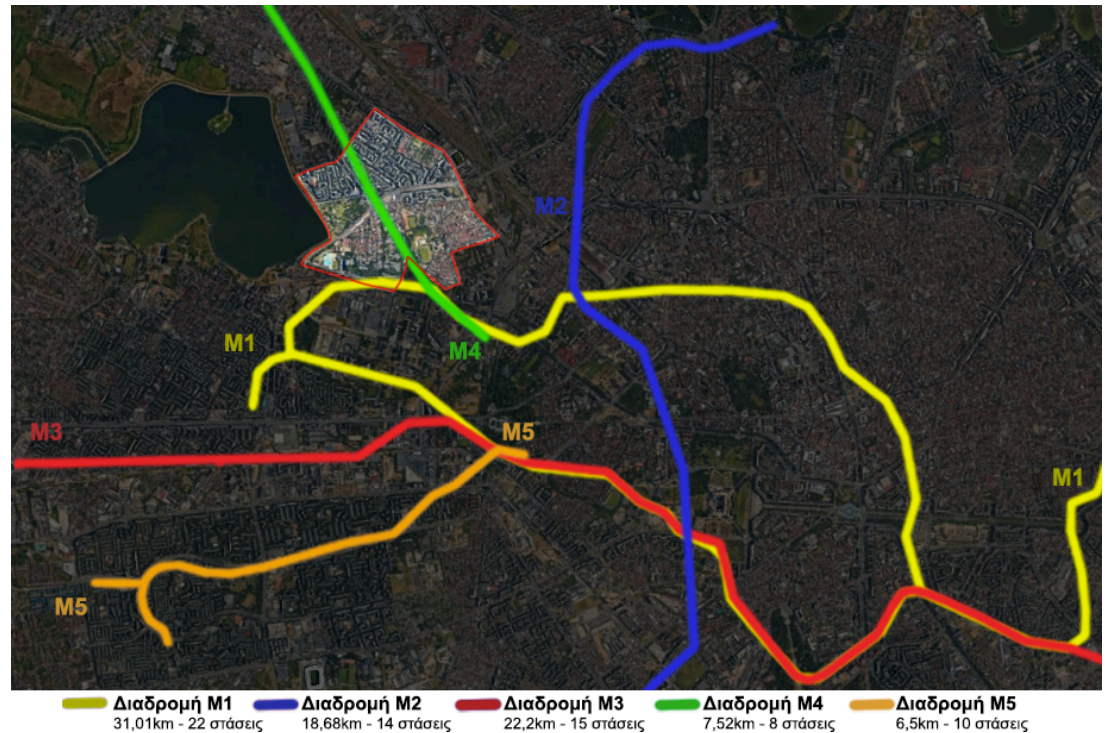 M2
M1
M4
M3
M5
M1
M5
Διαδρομή M1
31,01km - 22 στάσεις
Διαδρομή M2
18,68km - 14 στάσεις
Διαδρομή M3
22,2km - 15 στάσεις
Διαδρομή M4
7,52km - 8 στάσεις
Διαδρομή M5
6,5km - 10 στάσεις